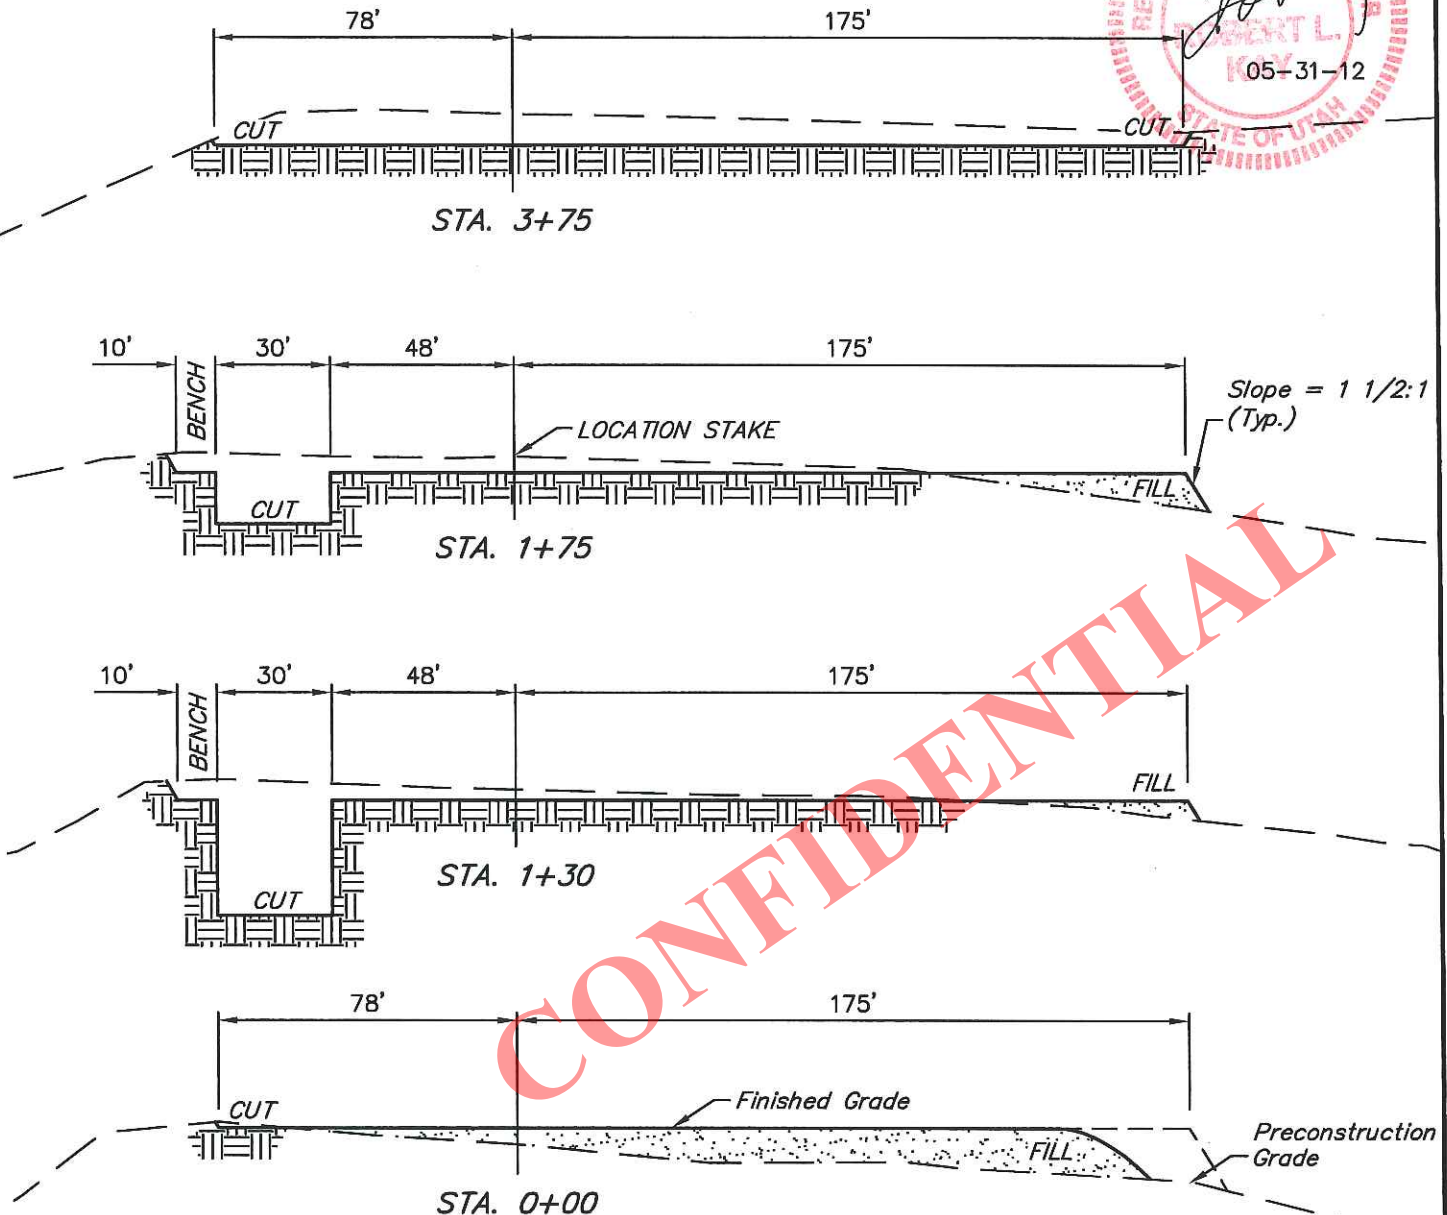 78'
175'
ROBERT L.
KAY
05-31-12
STATE OF UTAH
CUT
CUT
STA. 3+75
10'
BENCH
30'
48'
175'
Slope = 1 1/2:1
(Typ.)
LOCATION STAKE
CUT
FILL
STA. 1+75
10'
BENCH
30'
48'
175'
FILL
CUT
STA. 1+30
CONFIDENTIAL
78'
175'
CUT
Finished Grade
FILL
Preconstruction
Grade
STA. 0+00